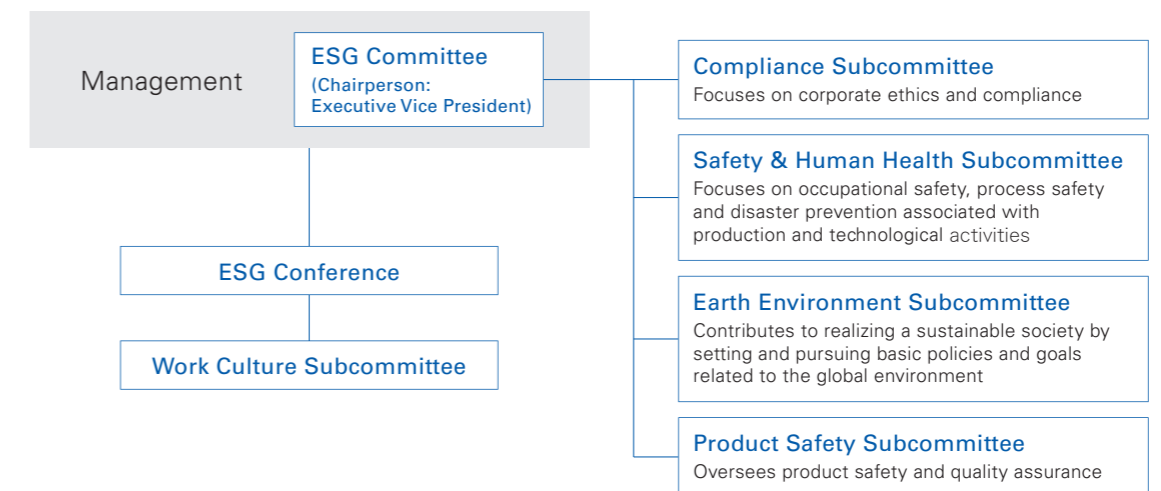 Management
ESG Committee
(Chairperson:
Executive Vice President)
ESG Conference
Work Culture Subcommittee
Compliance Subcommittee
Focuses on corporate ethics and compliance
Safety & Human Health Subcommittee
Focuses on occupational safety, process safety
and disaster prevention associated with
production and technological activities
Earth Environment Subcommittee
Contributes to realizing a sustainable society by
setting and pursuing basic policies and goals
related to the global environment
Product Safety Subcommittee
Oversees product safety and quality assurance